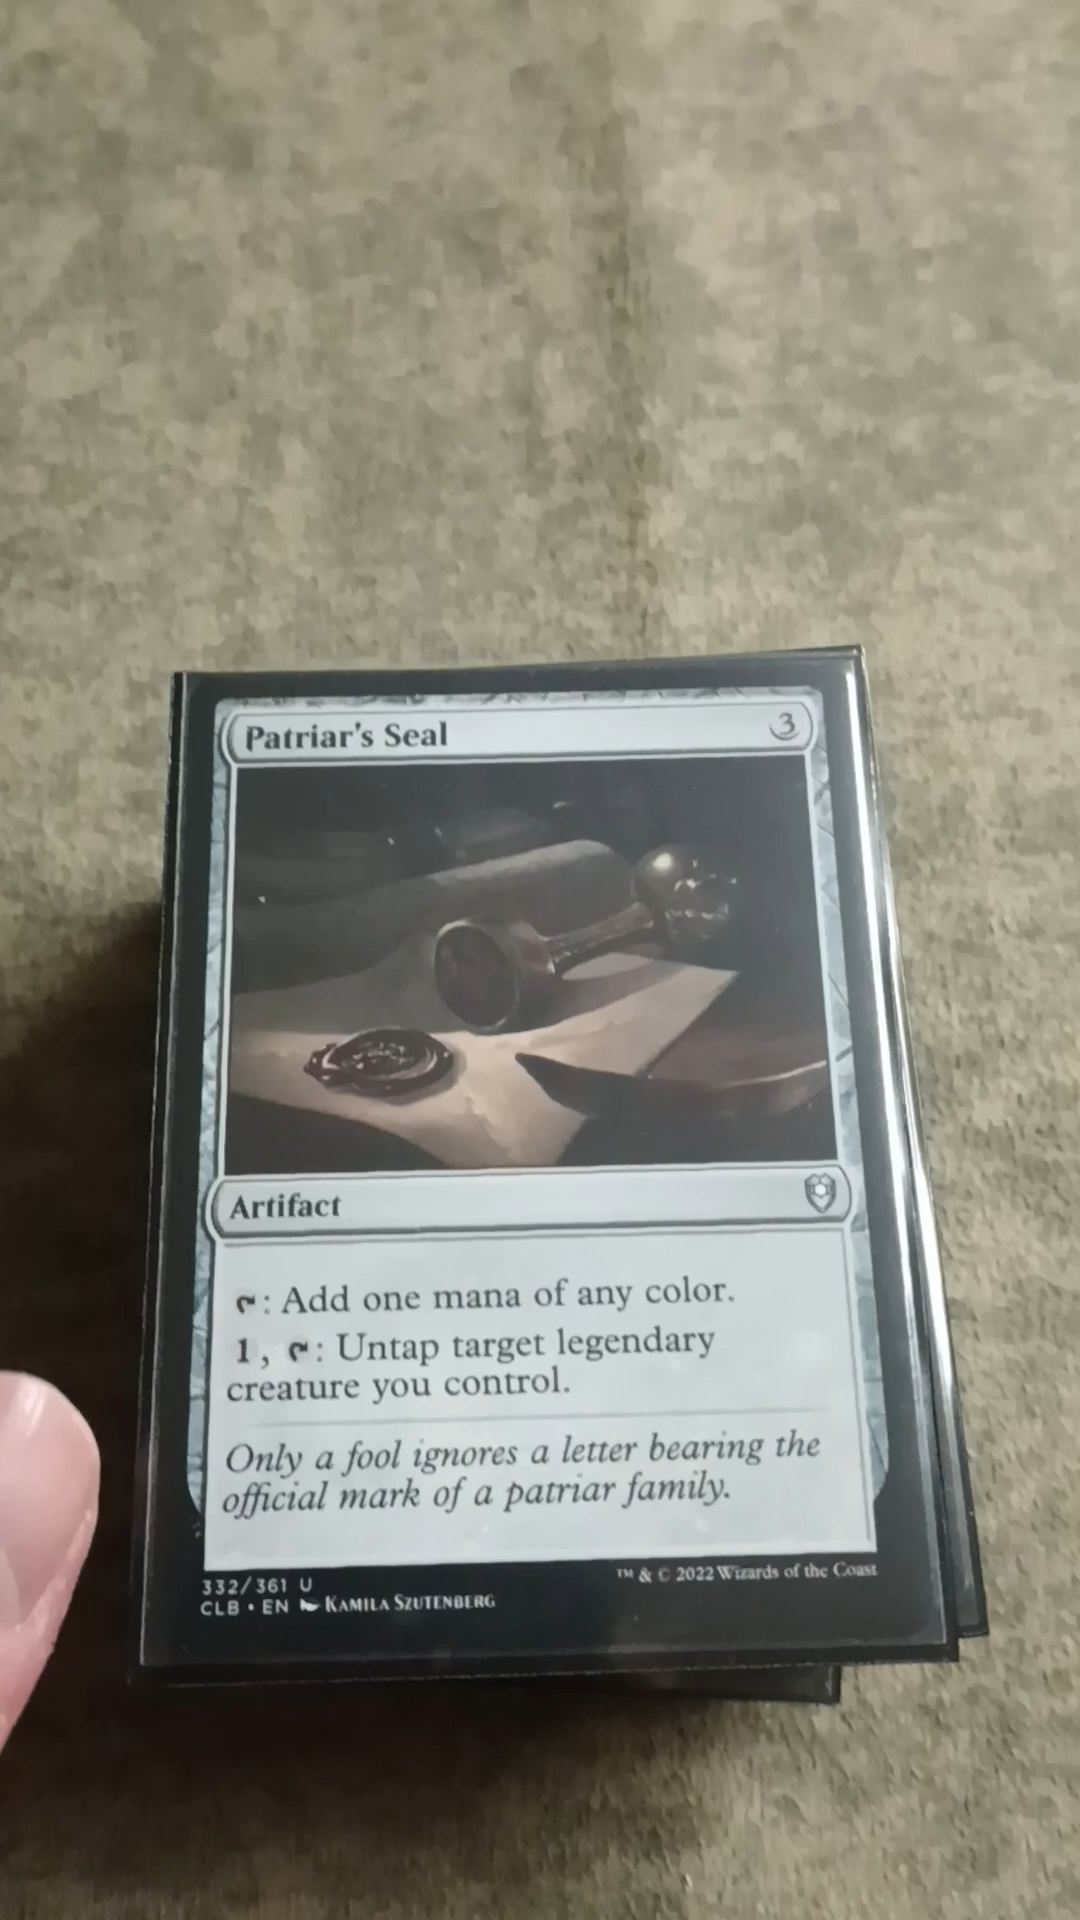 Patriar's Seal 3
Artifact
: Add one mana of any color.
1, : Untap target legendary
creature you control.
Only a fool ignores a letter bearing the
official mark of a patriar family.
332/361 U
™ & © 2022 Wizards of the Coast
CLB • EN KAMILA SZUTENBERG